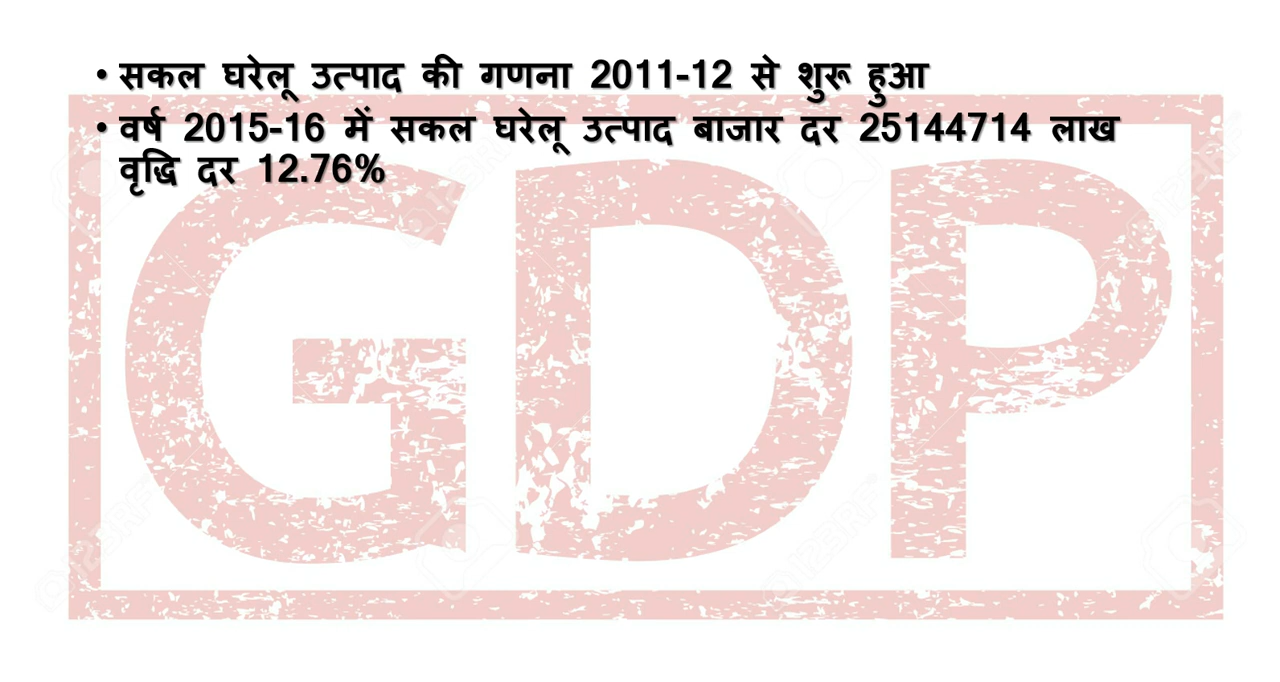 • सकल घरेलू उत्पाद की गणना 2011-12 से शुरू हुआ
• वर्ष 2015-16 में सकल घरेलू उत्पाद बाजार दर 25144714 लाख
वृद्धि दर 12.76%
GDP